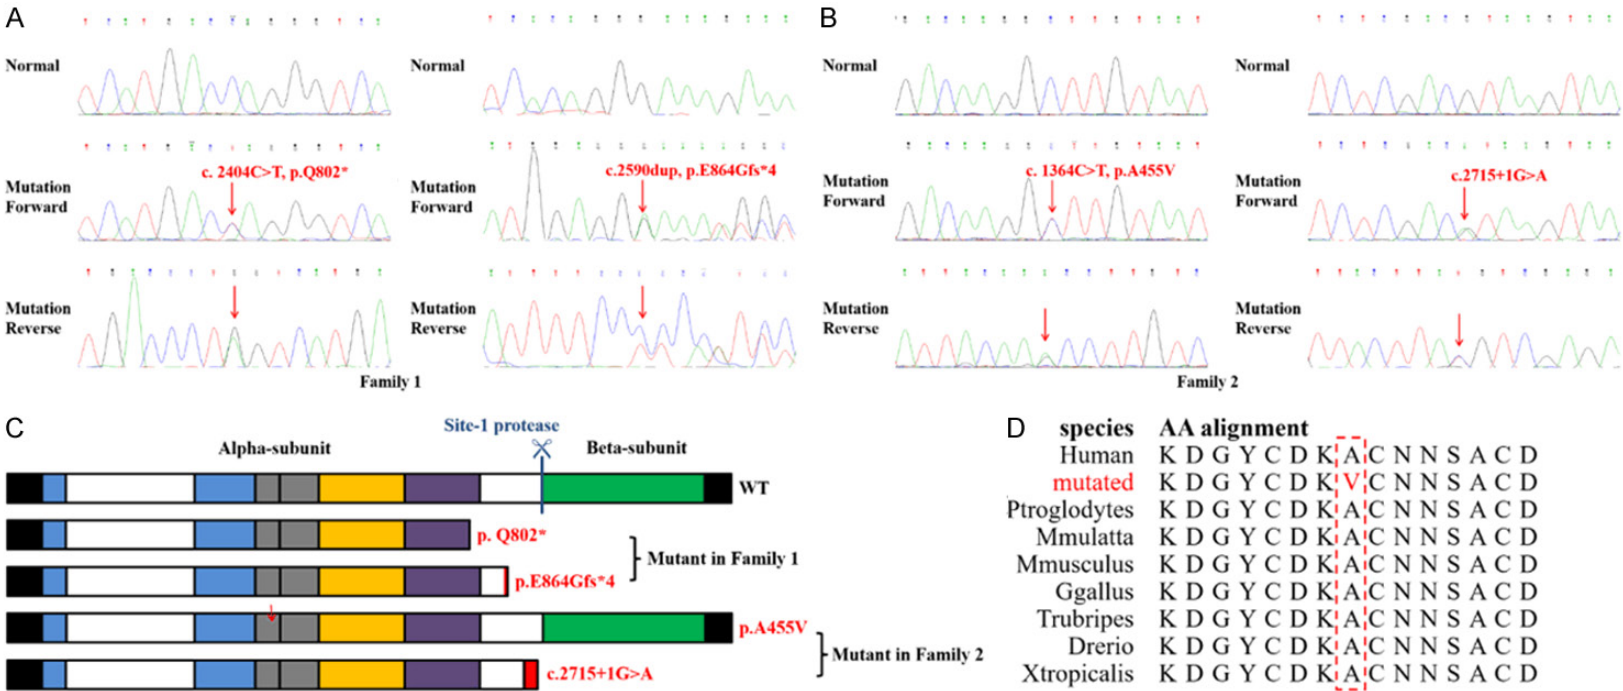 A
B
Normal
Normal
Normal
Normal
Mutation
Forward
c. 2404C>T, p.Q802*
Mutation
Forward
c.2590dup, p.E864Gfs*4
Mutation
Forward
c. 1364C>T, p.A455V
Mutation
Forward
c.2715+1G>A
Mutation
Reverse
Mutation
Reverse
Mutation
Reverse
Mutation
Reverse
Family 1
Family 2
C
Site-1 protease
Alpha-subunit
Beta-subunit
WT
p. Q802*
Mutant in Family 1
p.E864Gfs*4
p.A455V
Mutant in Family 2
c.2715+1G>A
D
species AA alignment
Human K D G Y C D K A C N N S A C D
mutated K D G Y C D K V C N N S A C D
Ptroglodytes K D G Y C D K A C N N S A C D
Mmulatta K D G Y C D K A C N N S A C D
Mmusculus K D G Y C D K A C N N S A C D
Ggallus K D G Y C D K A C N N S A C D
Trubripes K D G Y C D K A C N N S A C D
Drerio K D G Y C D K A C N N S A C D
Xtropicalis K D G Y C D K A C N N S A C D